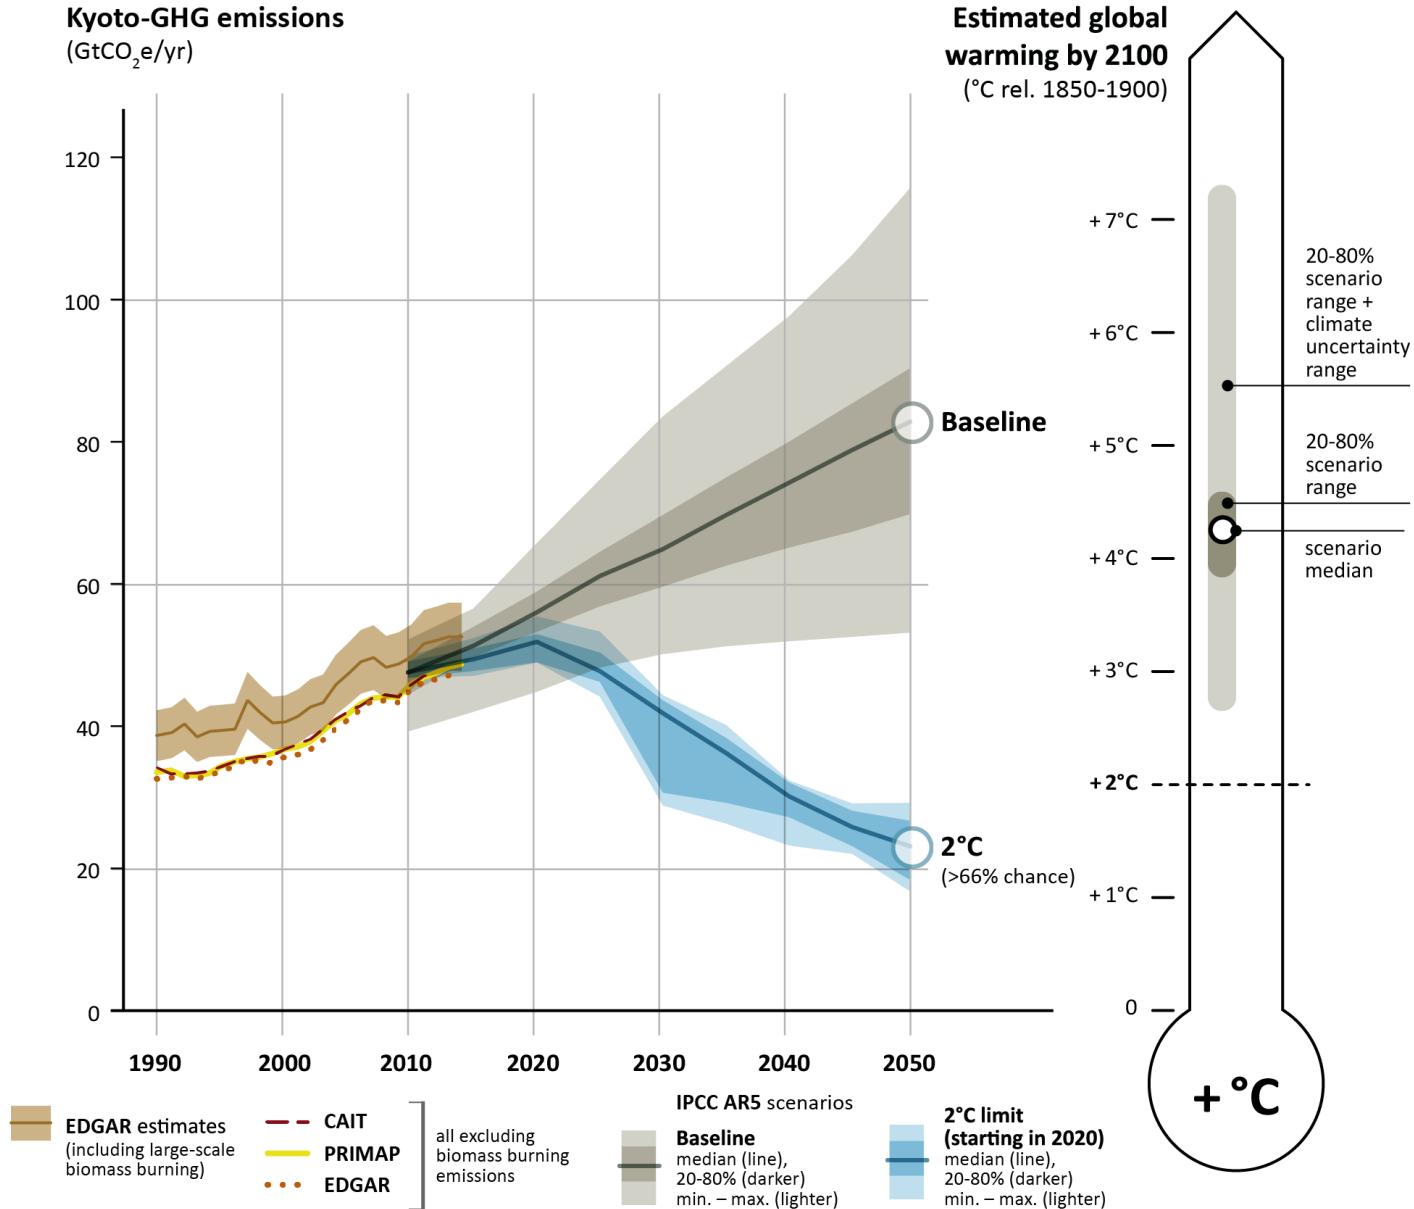 Kyoto-GHG emissions
(GtCO2e/yr)
120
100
80
60
40
20
0
1990 2000 2010 2020 2030 2040 2050
Baseline
2°C
(>66% chance)
Estimated global
warming by 2100
(°C rel. 1850-1900)
+ 7°C
+ 6°C
+ 5°C
+ 4°C
+ 3°C
+ 2°C
+ 1°C
0
20-80%
scenario
range +
climate
uncertainty
range
20-80%
scenario
range
scenario
median
+ °C
EDGAR estimates
(including large-scale
biomass burning)
CAIT
PRIMAP
EDGAR
all excluding
biomass burning
emissions
IPCC AR5 scenarios
Baseline
median (line),
20-80% (darker)
min. – max. (lighter)
2°C limit
(starting in 2020)
median (line),
20-80% (darker)
min. – max. (lighter)